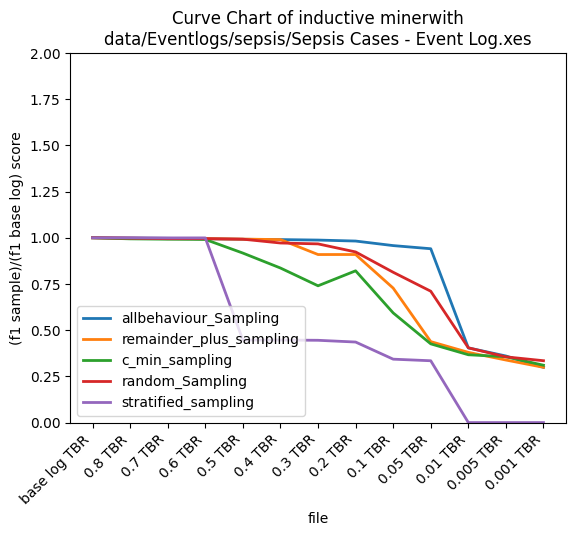 Curve Chart of inductive minerwith
data/Eventlogs/sepsis/Sepsis Cases - Event Log.xes
(f1 sample)/(f1 base log) score
2.00
1.75
1.50
1.25
1.00
0.75
0.50
0.25
0.00
allbehaviour_Sampling
remainder_plus_sampling
c_min_sampling
random_Sampling
stratified_sampling
base log TBR
0.8 TBR
0.7 TBR
0.6 TBR
0.5 TBR
0.4 TBR
0.3 TBR
0.2 TBR
0.1 TBR
0.05 TBR
0.01 TBR
0.005 TBR
0.001 TBR
file